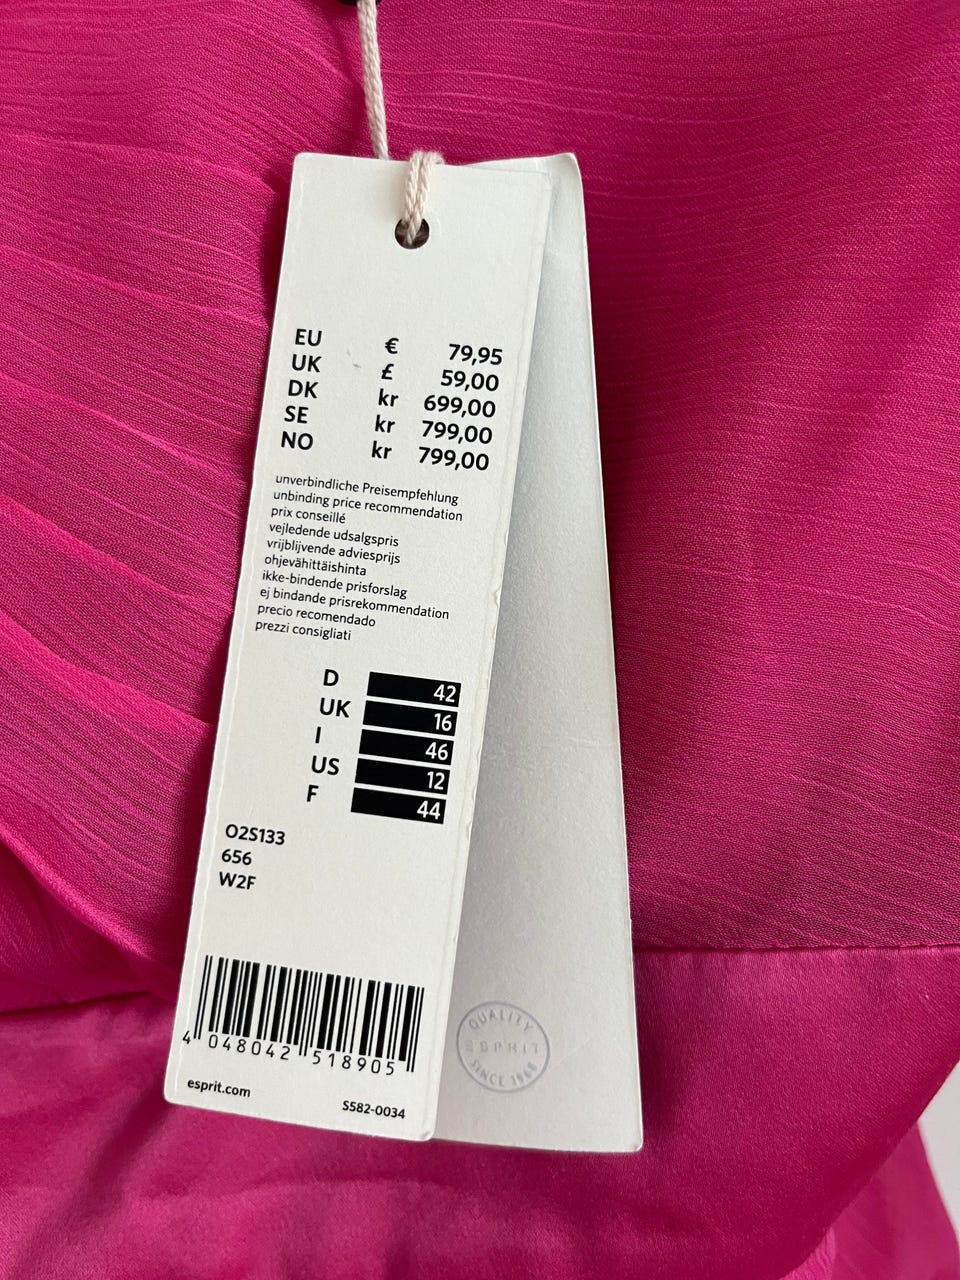 EU € 79,95
UK £ 59,00
DK kr 699,00
SE kr 799,00
NO kr 799,00
unverbindliche Preisempfehlung
unbinding price recommendation
prix conseillé
vejledende udsalgspris
vrijblijvende adviesprijs
ohjevähittäishinta
ikke-bindende prisforslag
ej bindande prisrekommendation
precio recomendado
prezzi consigliati
D 42
UK 16
I 46
US 12
F 44
O2S133
656
W2F
4 048042 518905
esprit.com
S582-0034
QUALITY
ESPRIT
SINCE 1968